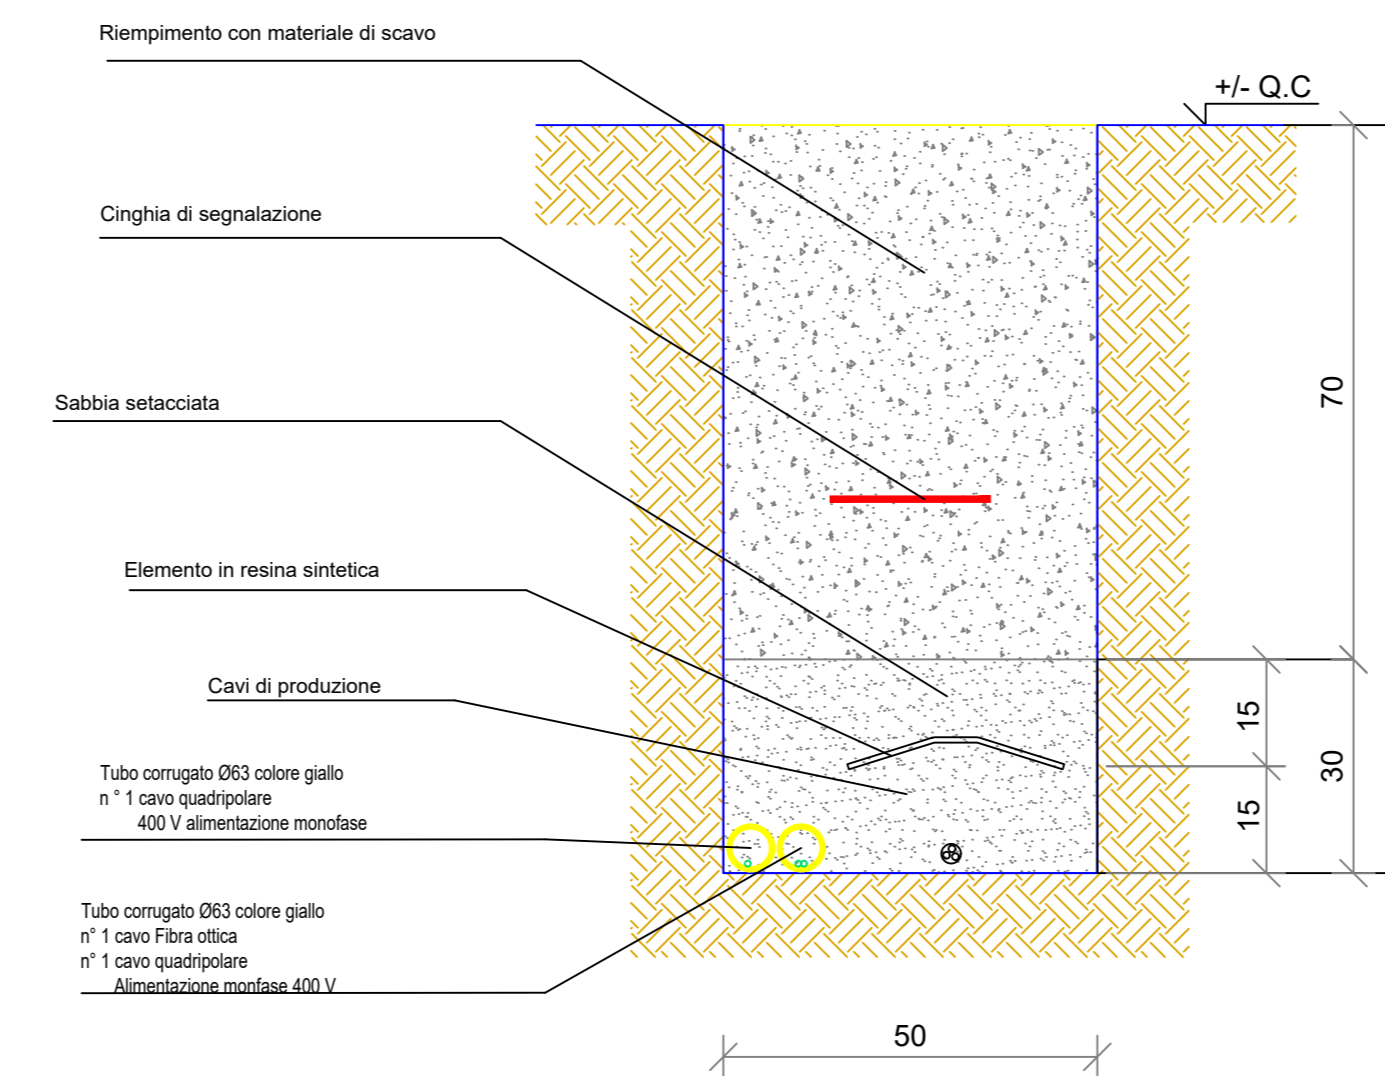 Riempimento con materiale di scavo
+/- Q.C
Cinghia di segnalazione
70
Sabbia setacciata
Elemento in resina sintetica
Cavi di produzione
15
30
15
Tubo corrugato Ø63 colore giallo
n ° 1 cavo quadripolare
400 V alimentazione monofase
Tubo corrugato Ø63 colore giallo
n° 1 cavo Fibra ottica
n° 1 cavo quadripolare
Alimentazione monfase 400 V
50